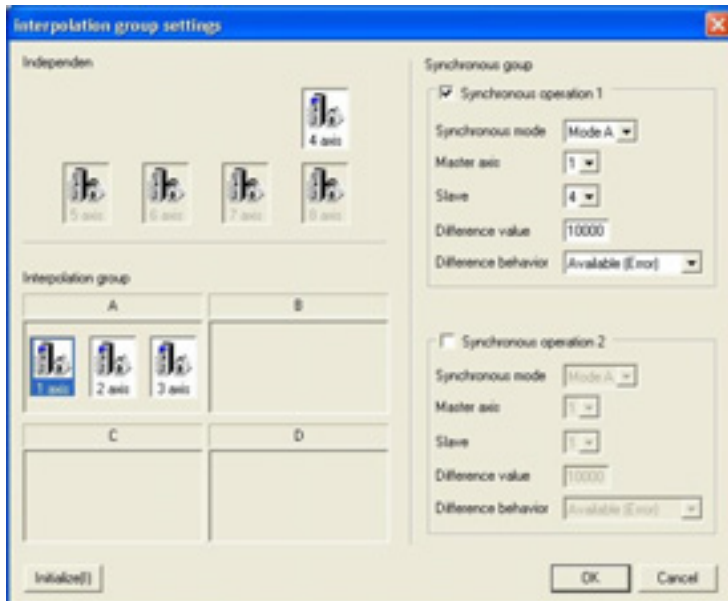 Interpolation group settings
Independen
4 axis
5 axis
6 axis
7 axis
8 axis
Interpolation group
A
B
1 axis
2 axis
3 axis
C
D
Initialize(I)
Synchronous goup
Synchronous operation 1
Synchronous mode
Mode A
Master axis
1
Slave
4
Difference value
10000
Difference behavior
Available (Error)
Synchronous operation 2
Synchronous mode
Mode A
Master axis
5
Slave
5
Difference value
10000
Difference behavior
Available (Error)
OK
Cancel